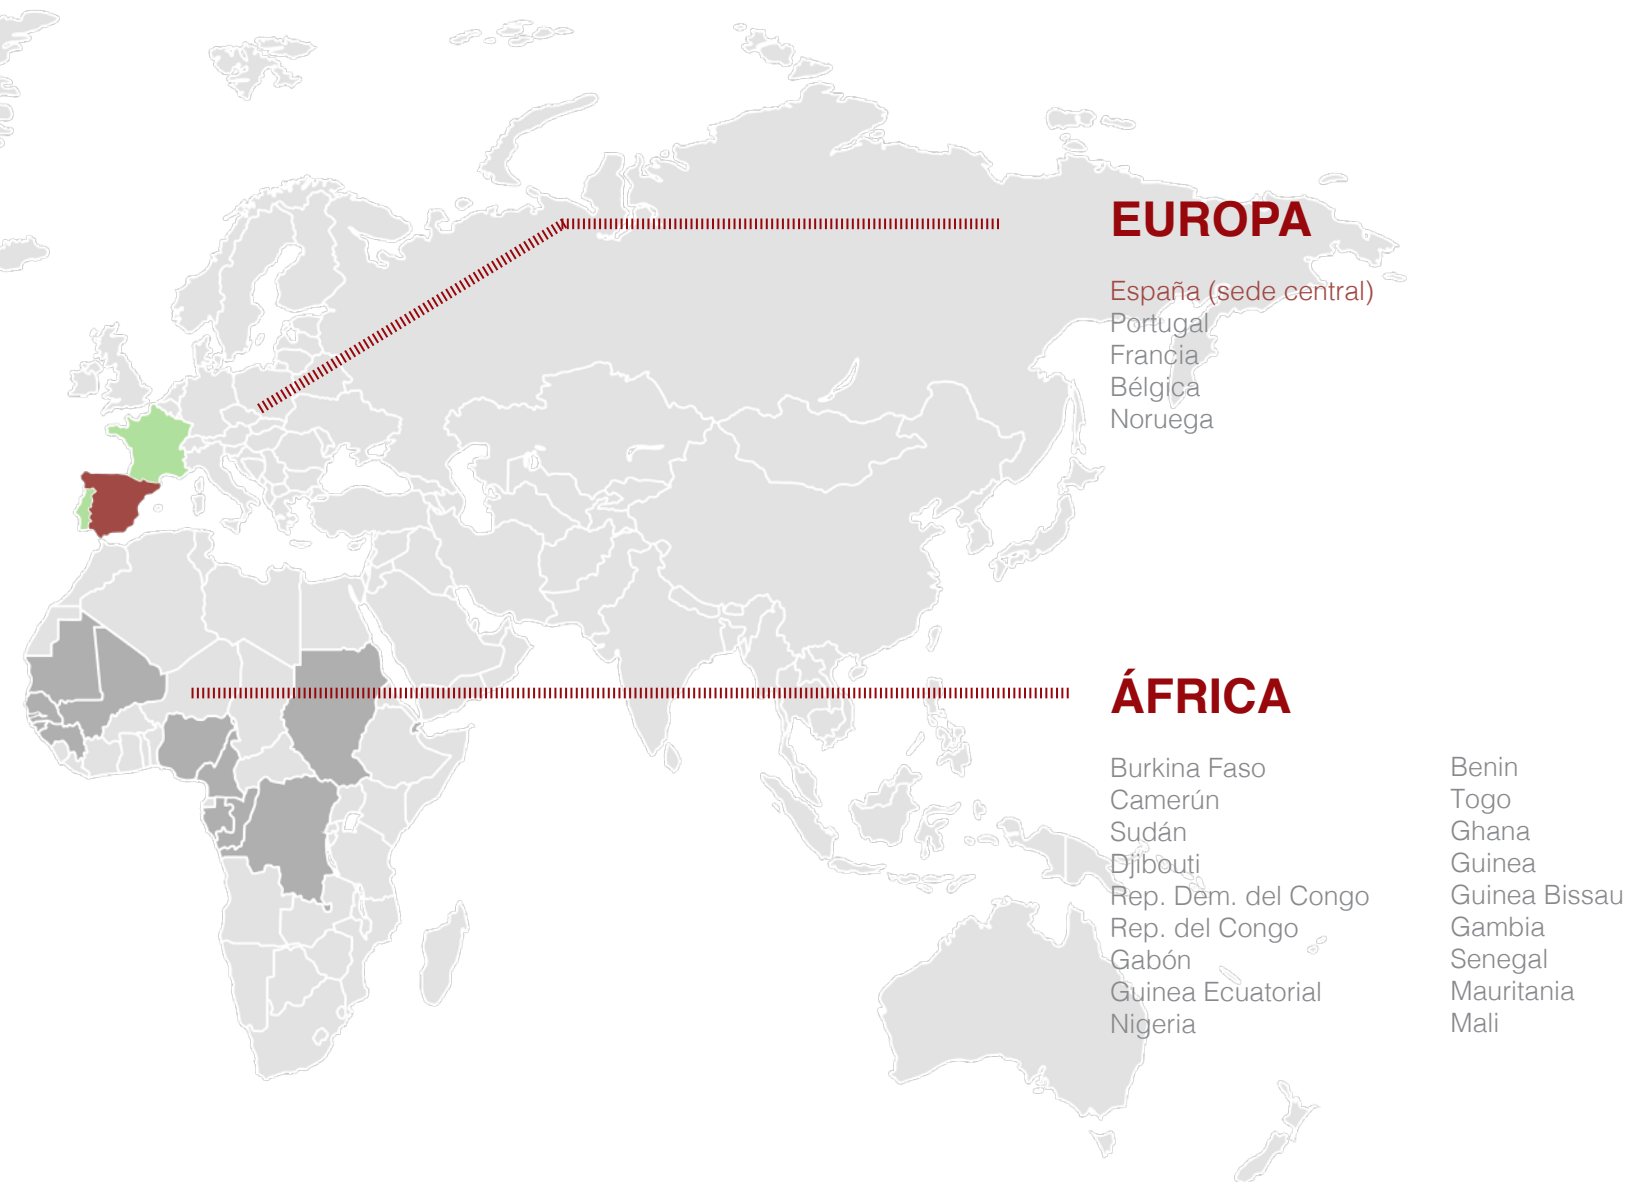 EUROPA
España (sede central)
Portugal
Francia
Bélgica
Noruega
ÁFRICA
Burkina Faso
Camerún
Sudán
Djibouti
Rep. Dem. del Congo
Rep. del Congo
Gabón
Guinea Ecuatorial
Nigeria
Benin
Togo
Ghana
Guinea
Guinea Bissau
Gambia
Senegal
Mauritania
Mali